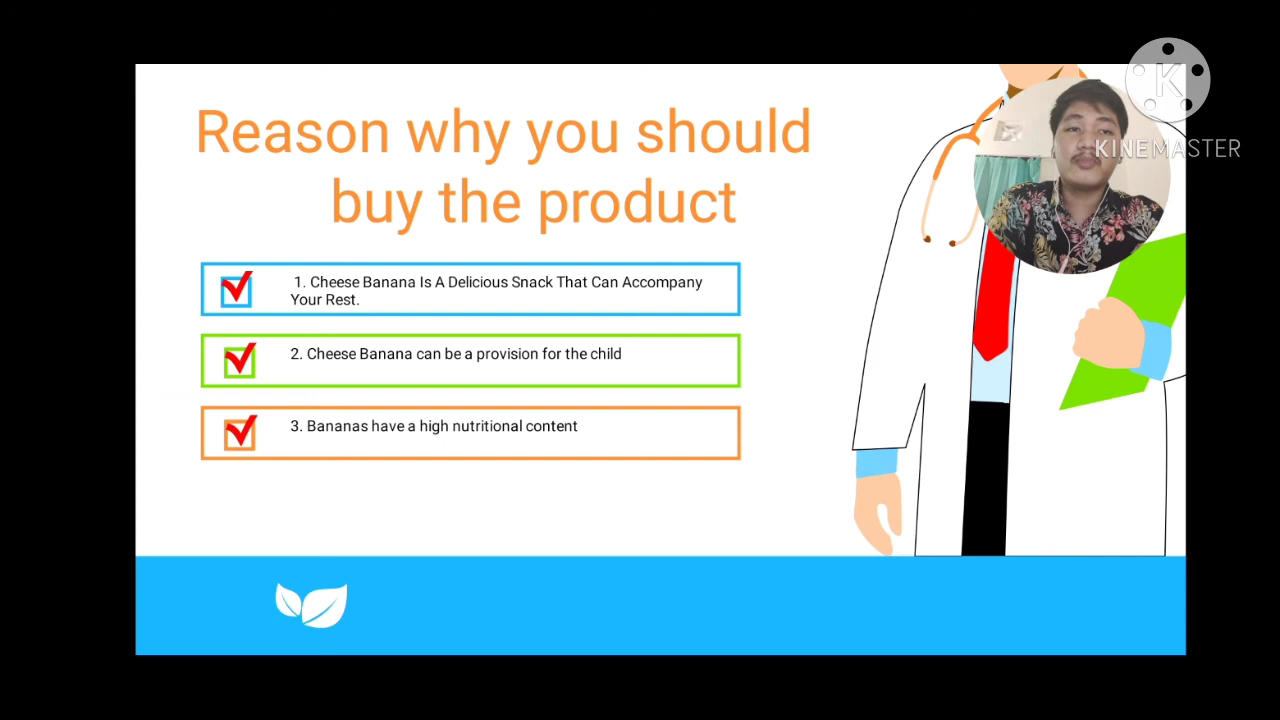 Reason why you should
buy the product
1. Cheese Banana Is A Delicious Snack That Can Accompany
Your Rest.
2. Cheese Banana can be a provision for the child
3. Bananas have a high nutritional content
K
KINEMASTER